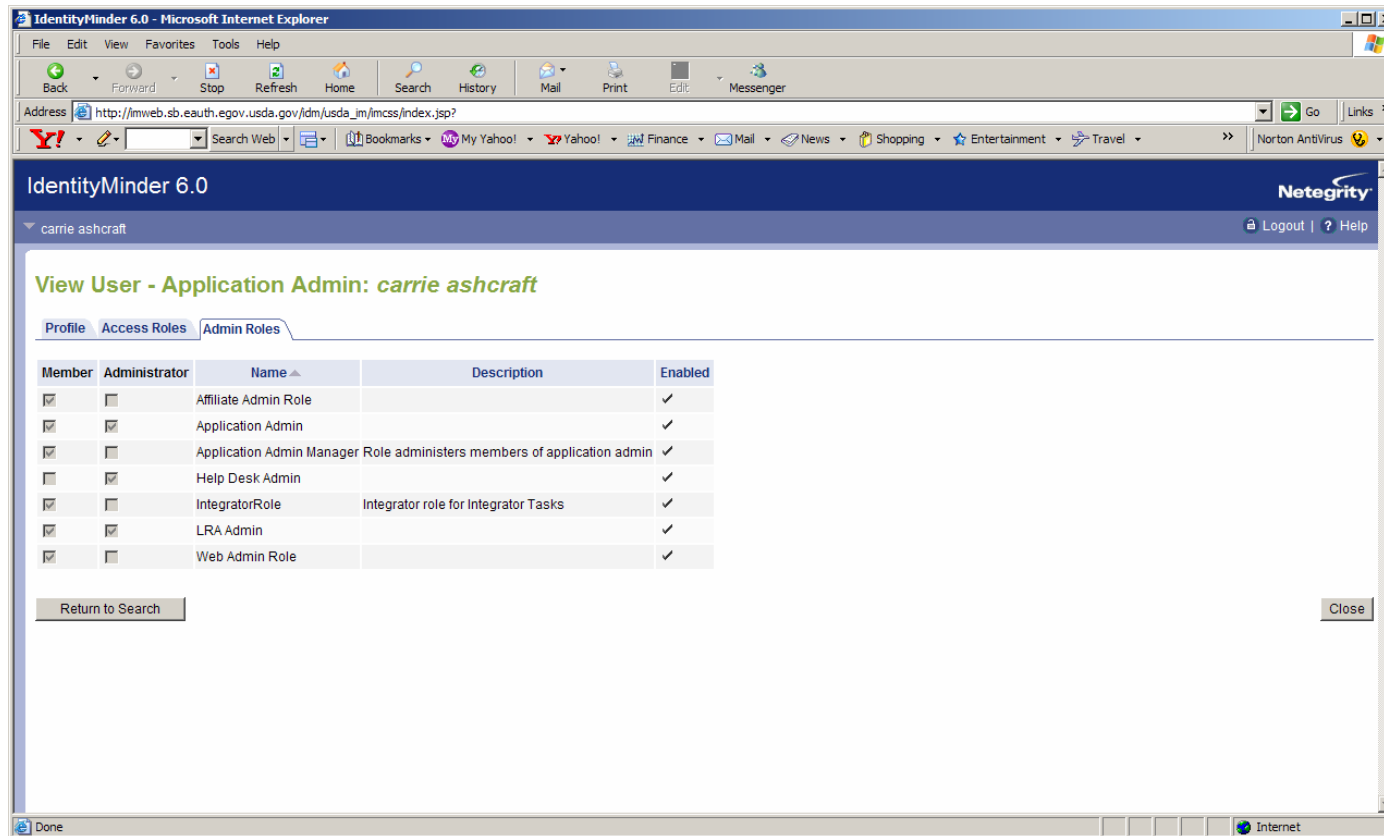 IdentityMinder 6.0 - Microsoft Internet Explorer
File Edit View Favorites Tools Help
Back Forward Stop Refresh Home Search History Mail Print Edit Messenger
Address http://imweb.sb.eauth.egov.usda.gov/idm/usda_im/imcss/index.jsp? Go Links
Y! Search Web Bookmarks My My Yahoo! Y? Yahoo! Finance Mail News Shopping Entertainment Travel >> Norton AntiVirus
IdentityMinder 6.0 Netegrity
carrie ashcraft Logout | ? Help
View User - Application Admin: carrie ashcraft
Profile Access Roles Admin Roles
Member Administrator Name Description Enabled
Affiliate Admin Role
Application Admin
Application Admin Manager Role administers members of application admin
Help Desk Admin
IntegratorRole Integrator role for Integrator Tasks
LRA Admin
Web Admin Role
Return to Search Close
Done Internet